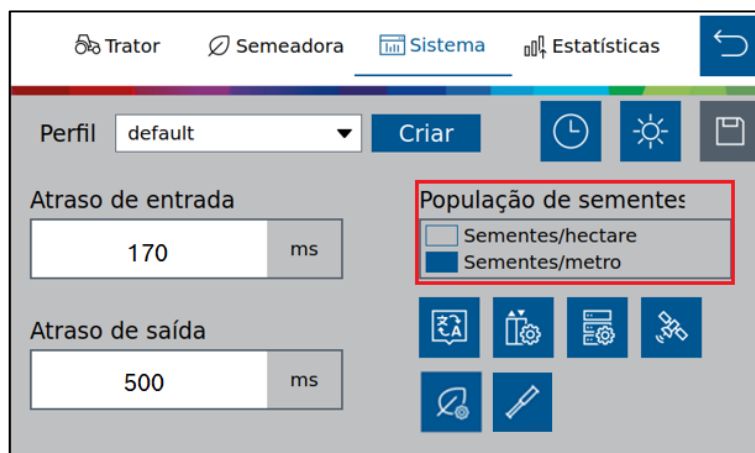 Trator Semeadora Sistema Estatísticas
Perfil default Criar
Atraso de entrada
170 ms
População de sementes
Sementes/hectare
Sementes/metro
Atraso de saída
500 ms